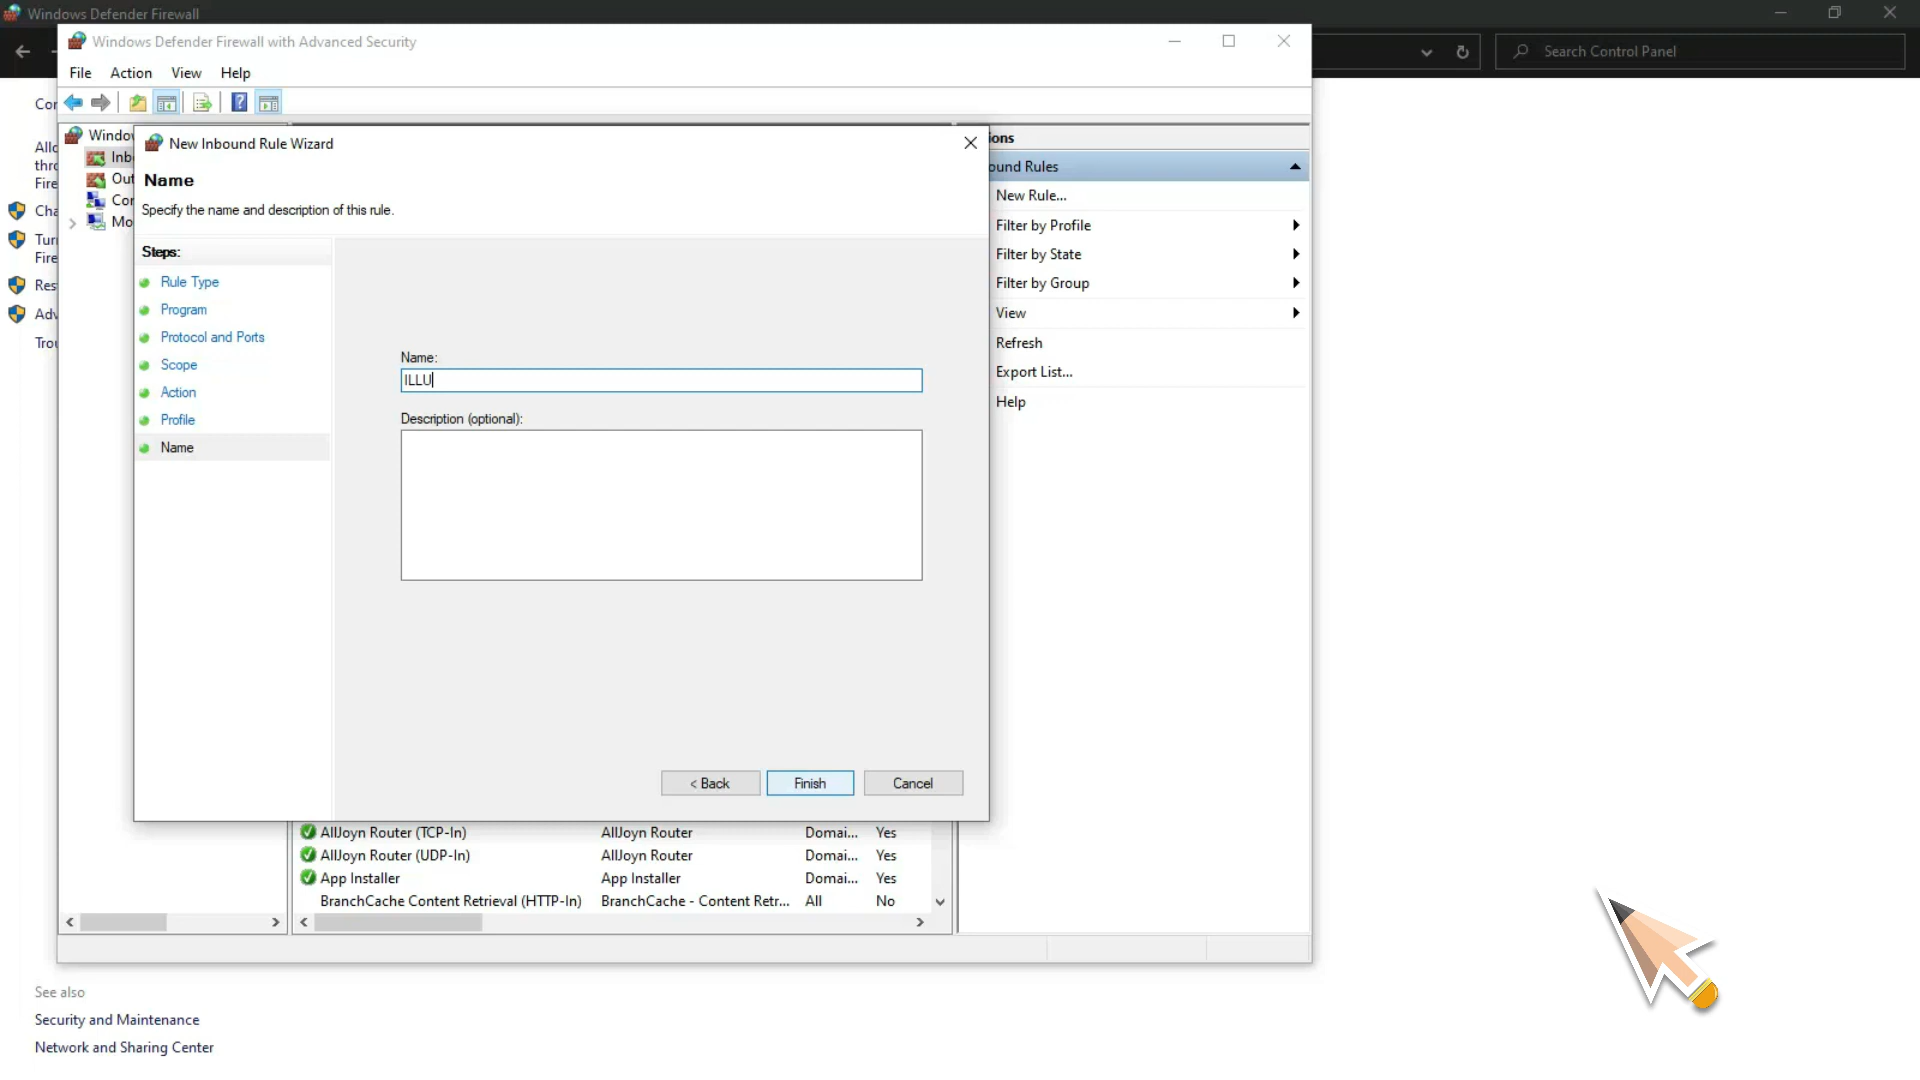 Windows Defender Firewall
Windows Defender Firewall with Advanced Security
Search Control Panel
File Action View Help
New Inbound Rule Wizard
Name
Specify the name and description of this rule.
Steps:
Rule Type
Program
Protocol and Ports
Scope
Action
Profile
Name
Name:
ILLU
Description (optional):
< Back Finish Cancel
ound Rules
New Rule...
Filter by Profile
Filter by State
Filter by Group
View
Refresh
Export List...
Help
AllJoyn Router (TCP-In) AllJoyn Router Domai... Yes
AllJoyn Router (UDP-In) AllJoyn Router Domai... Yes
App Installer App Installer Domai... Yes
BranchCache Content Retrieval (HTTP-In) BranchCache - Content Retr... All No
See also
Security and Maintenance
Network and Sharing Center